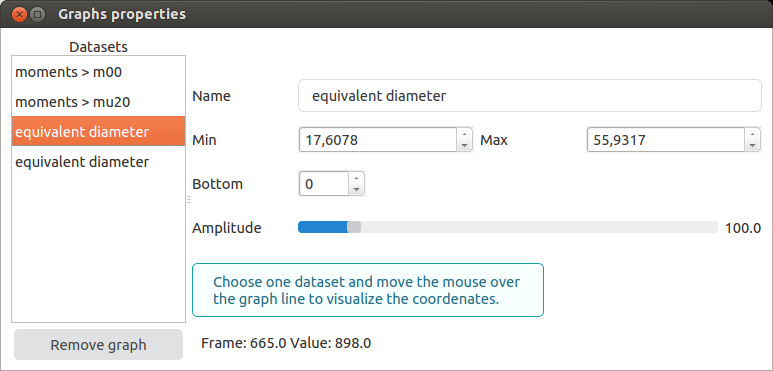 Graphs properties
Datasets
moments > m00
moments > mu20
equivalent diameter
equivalent diameter
Remove graph
Name
equivalent diameter
Min
17,6078
Max
55,9317
Bottom
0
Amplitude
100.0
Choose one dataset and move the mouse over
the graph line to visualize the coordenates.
Frame: 665.0 Value: 898.0